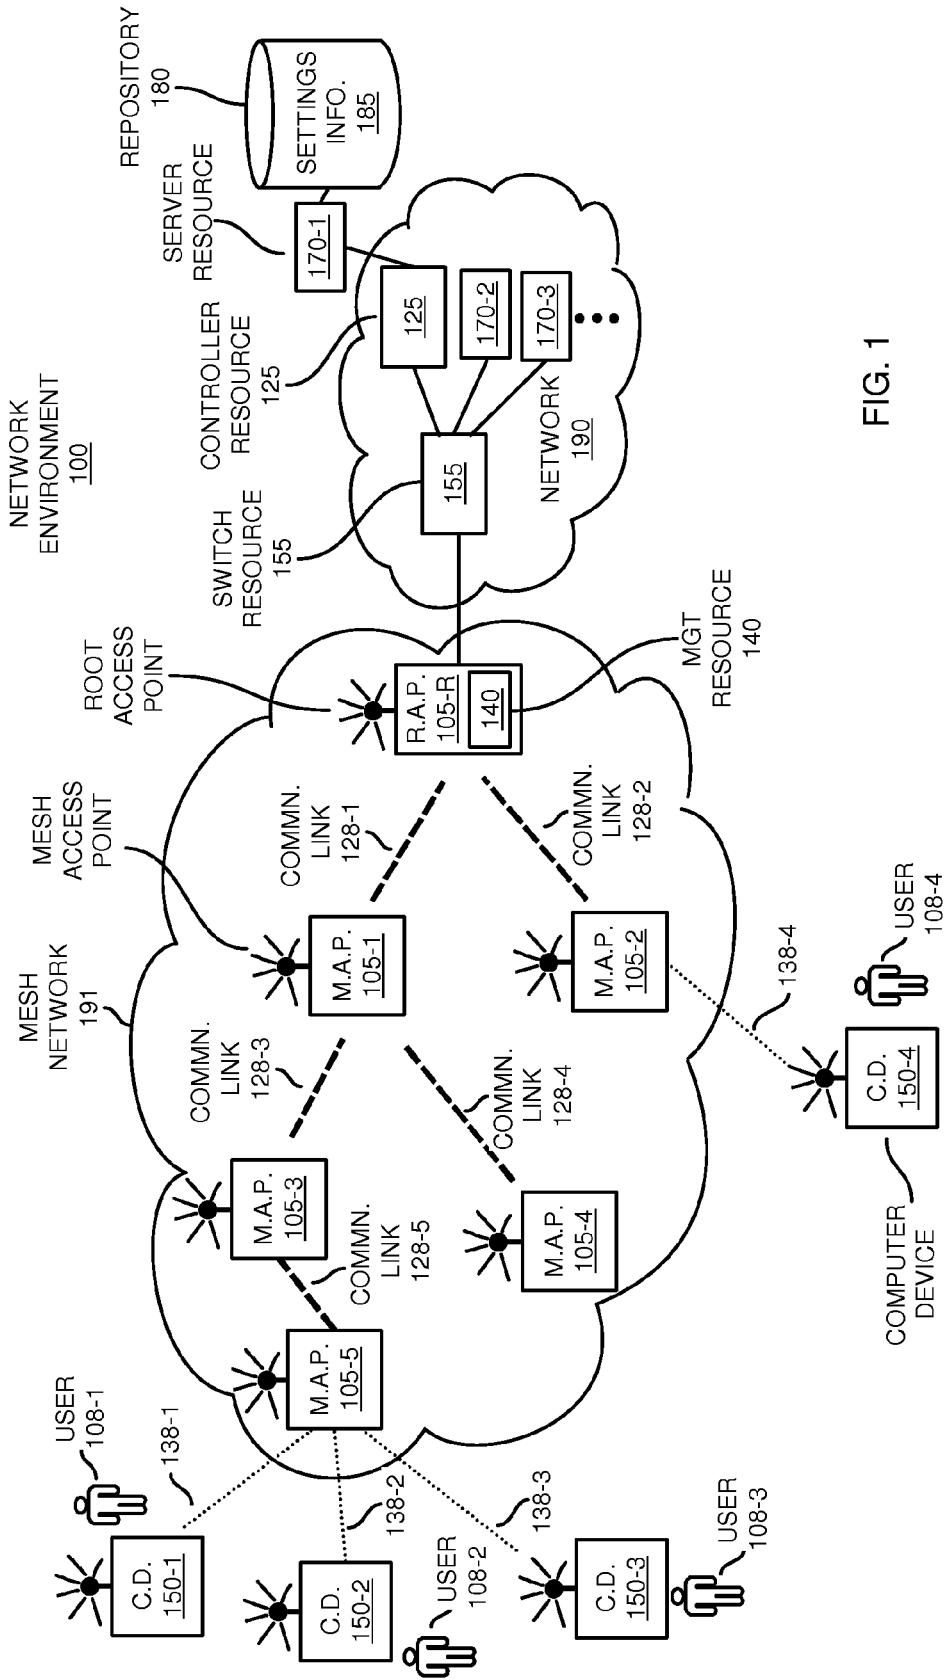 NETWORK
ENVIRONMENT
100
REPOSITORY
180
SETTINGS
INFO.
185
SERVER
RESOURCE
170-1
CONTROLLER
RESOURCE
125
125
170-2
170-3
SWITCH
RESOURCE
155
155
NETWORK
190
ROOT
ACCESS
POINT
R.A.P.
105-R
140
MGT
RESOURCE
140
MESH
ACCESS
POINT
MESH
NETWORK
191
COMMN.
LINK
128-1
COMMN.
LINK
128-2
M.A.P.
105-1
M.A.P.
105-2
COMMN.
LINK
128-3
COMMN.
LINK
128-4
M.A.P.
105-3
M.A.P.
105-4
COMMN.
LINK
128-5
M.A.P.
105-5
USER
108-1
138-1
138-2
138-3
138-4
C.D.
150-1
C.D.
150-2
USER
108-2
C.D.
150-3
USER
108-3
C.D.
150-4
USER
108-4
COMPUTER
DEVICE
FIG. 1